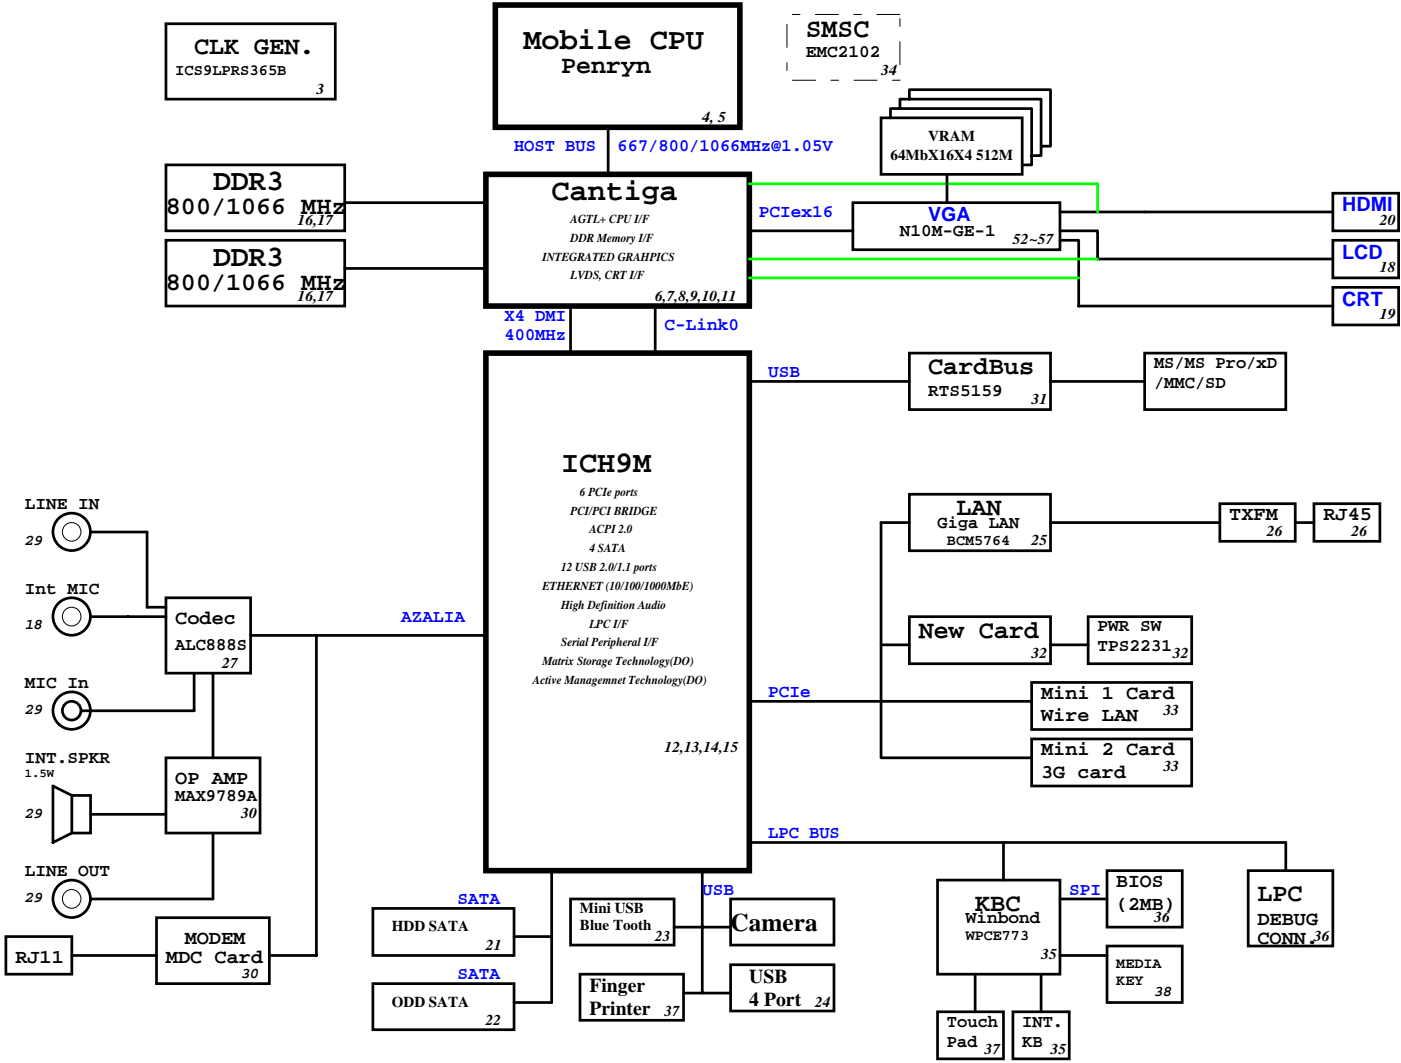 CLK GEN.
ICS9LPRS365B
3
Mobile CPU
Penryn
4, 5
SMSC
EMC2102
34
HOST BUS
667/800/1066MHz@1.05V
VRAM
64MbX16X4 512M
DDR3
800/1066 MHz
16,17
DDR3
800/1066 MHz
16,17
Cantiga
AGTL+ CPU I/F
DDR Memory I/F
INTEGRATED GRAHPICS
LVDS, CRT I/F
6,7,8,9,10,11
PCIex16
VGA
N10M-GE-1
52~57
HDMI
20
LCD
18
CRT
19
X4 DMI
400MHz
C-Link0
ICH9M
6 PCIe ports
PCI/PCI BRIDGE
ACPI 2.0
4 SATA
12 USB 2.0/1.1 ports
ETHERNET (10/100/1000MbE)
High Definition Audio
LPC I/F
Serial Peripheral I/F
Matrix Storage Technology(DO)
Active Managemnet Technology(DO)
12,13,14,15
USB
CardBus
RTS5159
31
MS/MS Pro/xD
/MMC/SD
LAN
Giga LAN
BCM5764
25
TXFM
26
RJ45
26
New Card
32
PWR SW
TPS2231
32
PCIe
Mini 1 Card
Wire LAN
33
Mini 2 Card
3G card
33
LINE IN
29
Int MIC
18
Codec
ALC888S
27
AZALIA
MIC In
29
INT.SPKR
1.5W
29
OP AMP
MAX9789A
30
LINE OUT
29
RJ11
MODEM
MDC Card
30
SATA
HDD SATA
21
SATA
ODD SATA
22
USB
Mini USB
Blue Tooth
23
Camera
Finger
Printer
37
USB
4 Port
24
LPC BUS
KBC
Winbond
WPCE773
35
SPI
BIOS
(2MB)
36
MEDIA
KEY
38
Touch
Pad
37
INT.
KB
35
LPC
DEBUG
CONN.
36